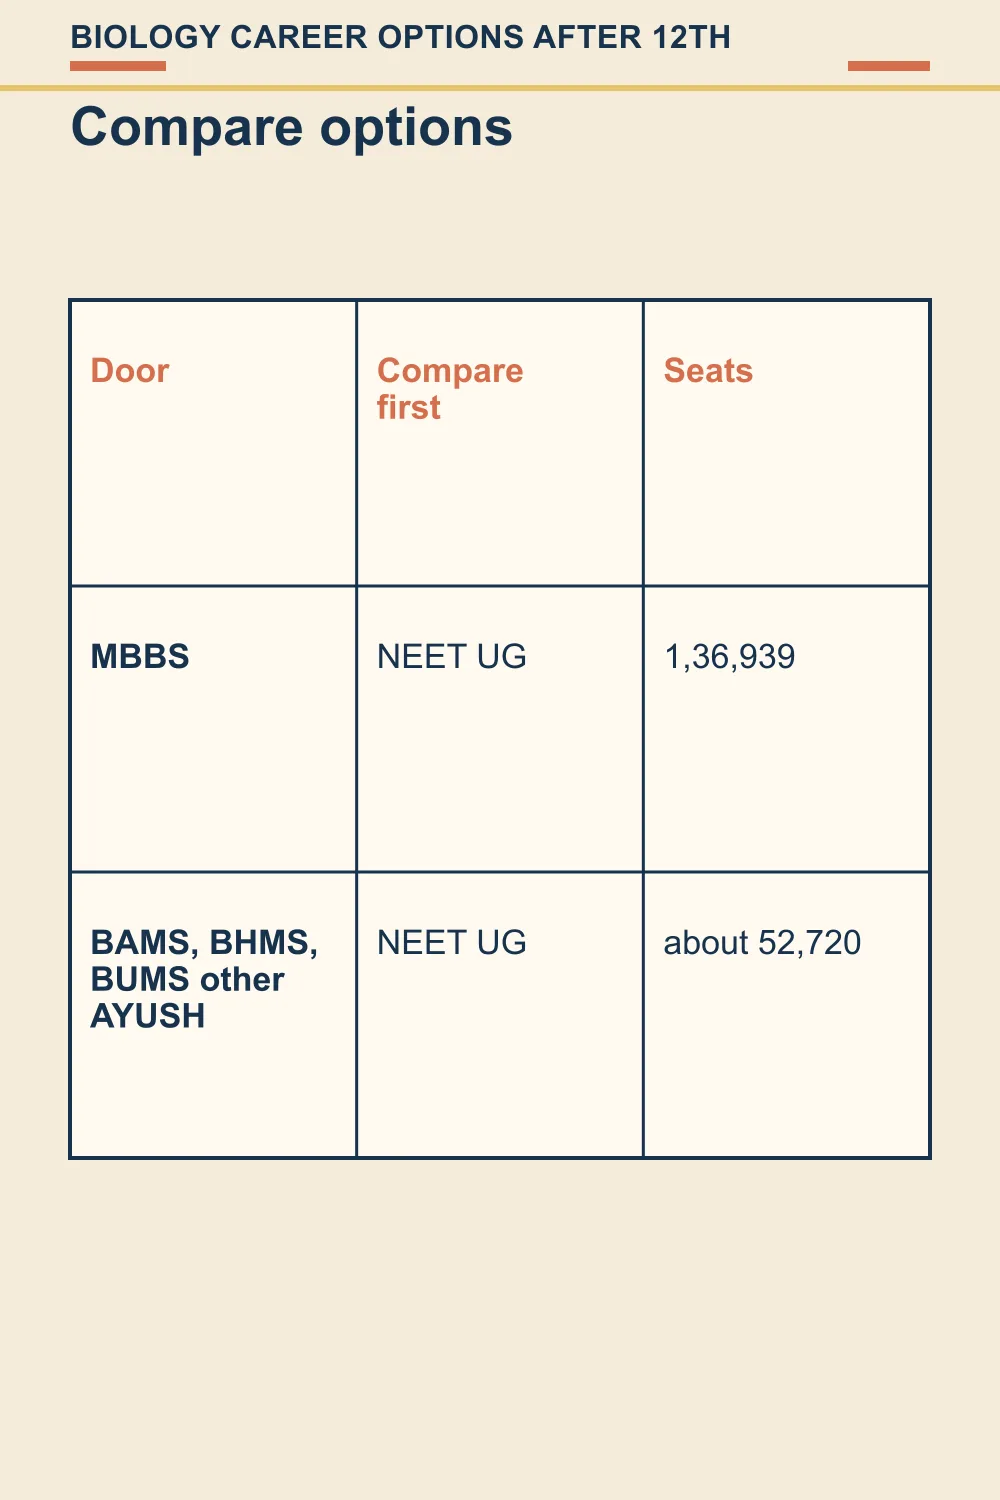 BIOLOGY CAREER OPTIONS AFTER 12TH
Compare options
Door
Compare
first
Seats
MBBS
NEET UG
1,36,939
BAMS, BHMS,
BUMS other
AYUSH
NEET UG
about 52,720